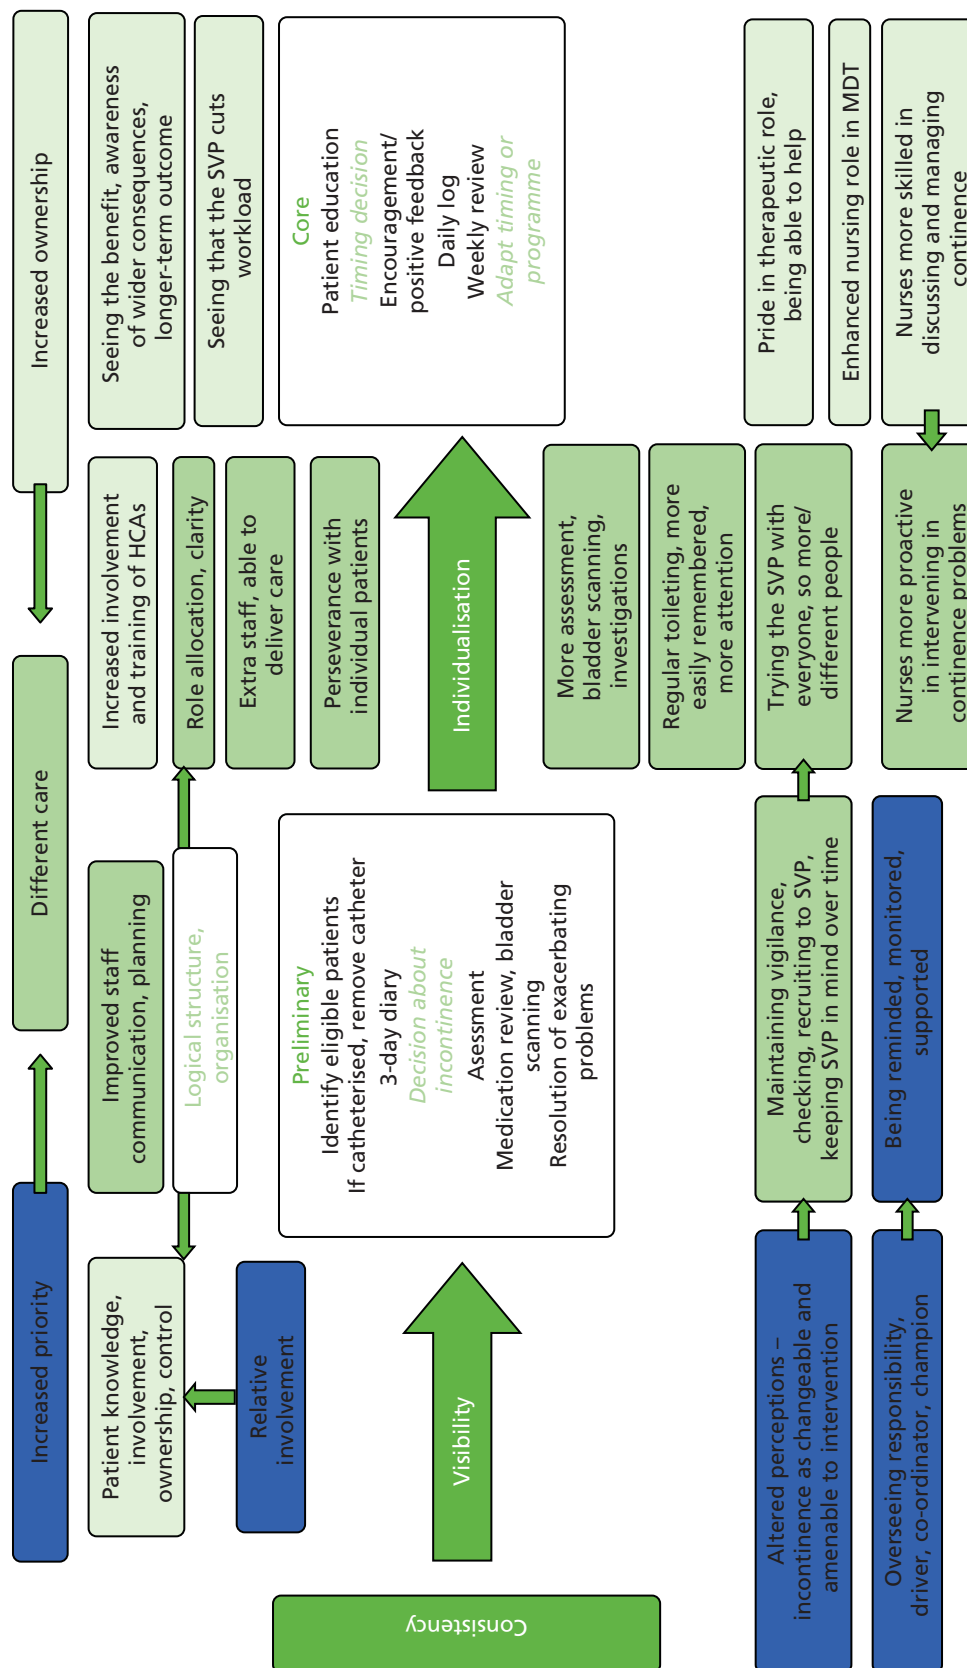 Increased priority
Different care
Increased ownership
Patient knowledge,
involvement,
ownership, control
Relative
involvement
Improved staff
communication, planning
Logical structure,
organisation
Increased involvement
and training of HCAs
Role allocation, clarity
Extra staff, able to
deliver care
Perseverance with
individual patients
Seeing the benefit, awareness
of wider consequences,
longer-term outcome
Seeing that the SVP cuts
workload
Consistency
Visibility
Preliminary
Identify eligible patients
If catheterised, remove catheter
3-day diary
Decision about
incontinence
Asessment
Medication review, bladder
scanning
Resolution of exacerbating
problems
Individualisation
Core
Patient education
Timing decision
Encouragement/
positive feedback
Daily log
Weekly review
Adapt timing or
programme
Altered perceptions –
incontinence as changeable and
amenable to intervention
Overseeing responsibility,
driver, co-ordinator, champion
Maintaining vigilance,
checking, recruiting to SVP,
keeping SVP in mind over time
Being reminded, monitored,
supported
More assessment,
bladder scanning,
investigations
Regular toileting, more
easily remembered,
more attention
Trying the SVP with
everyone, so more/
different people
Nurses more proactive
in intervening in
continence problems
Pride in therapeutic role,
being able to help
Enhanced nursing role in MDT
Nurses more skilled in
discussing and managing
continence